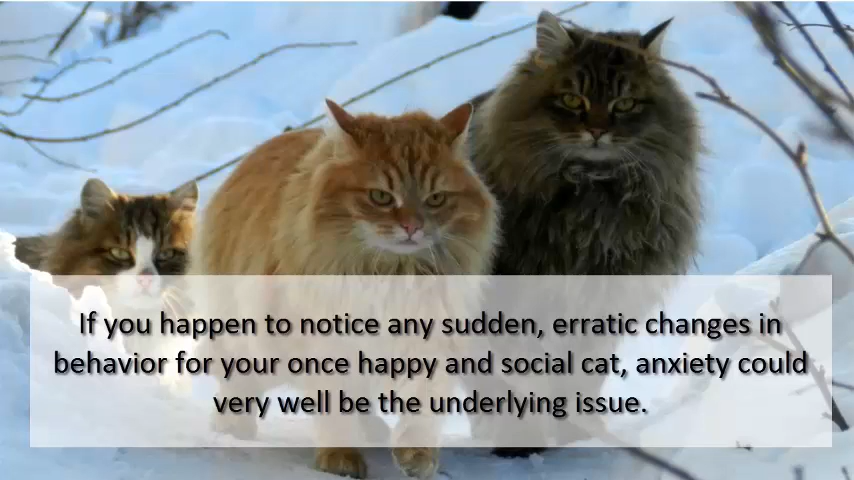 If you happen to notice any sudden, erratic changes in
behavior for your once happy and social cat, anxiety could
very well be the underlying issue.